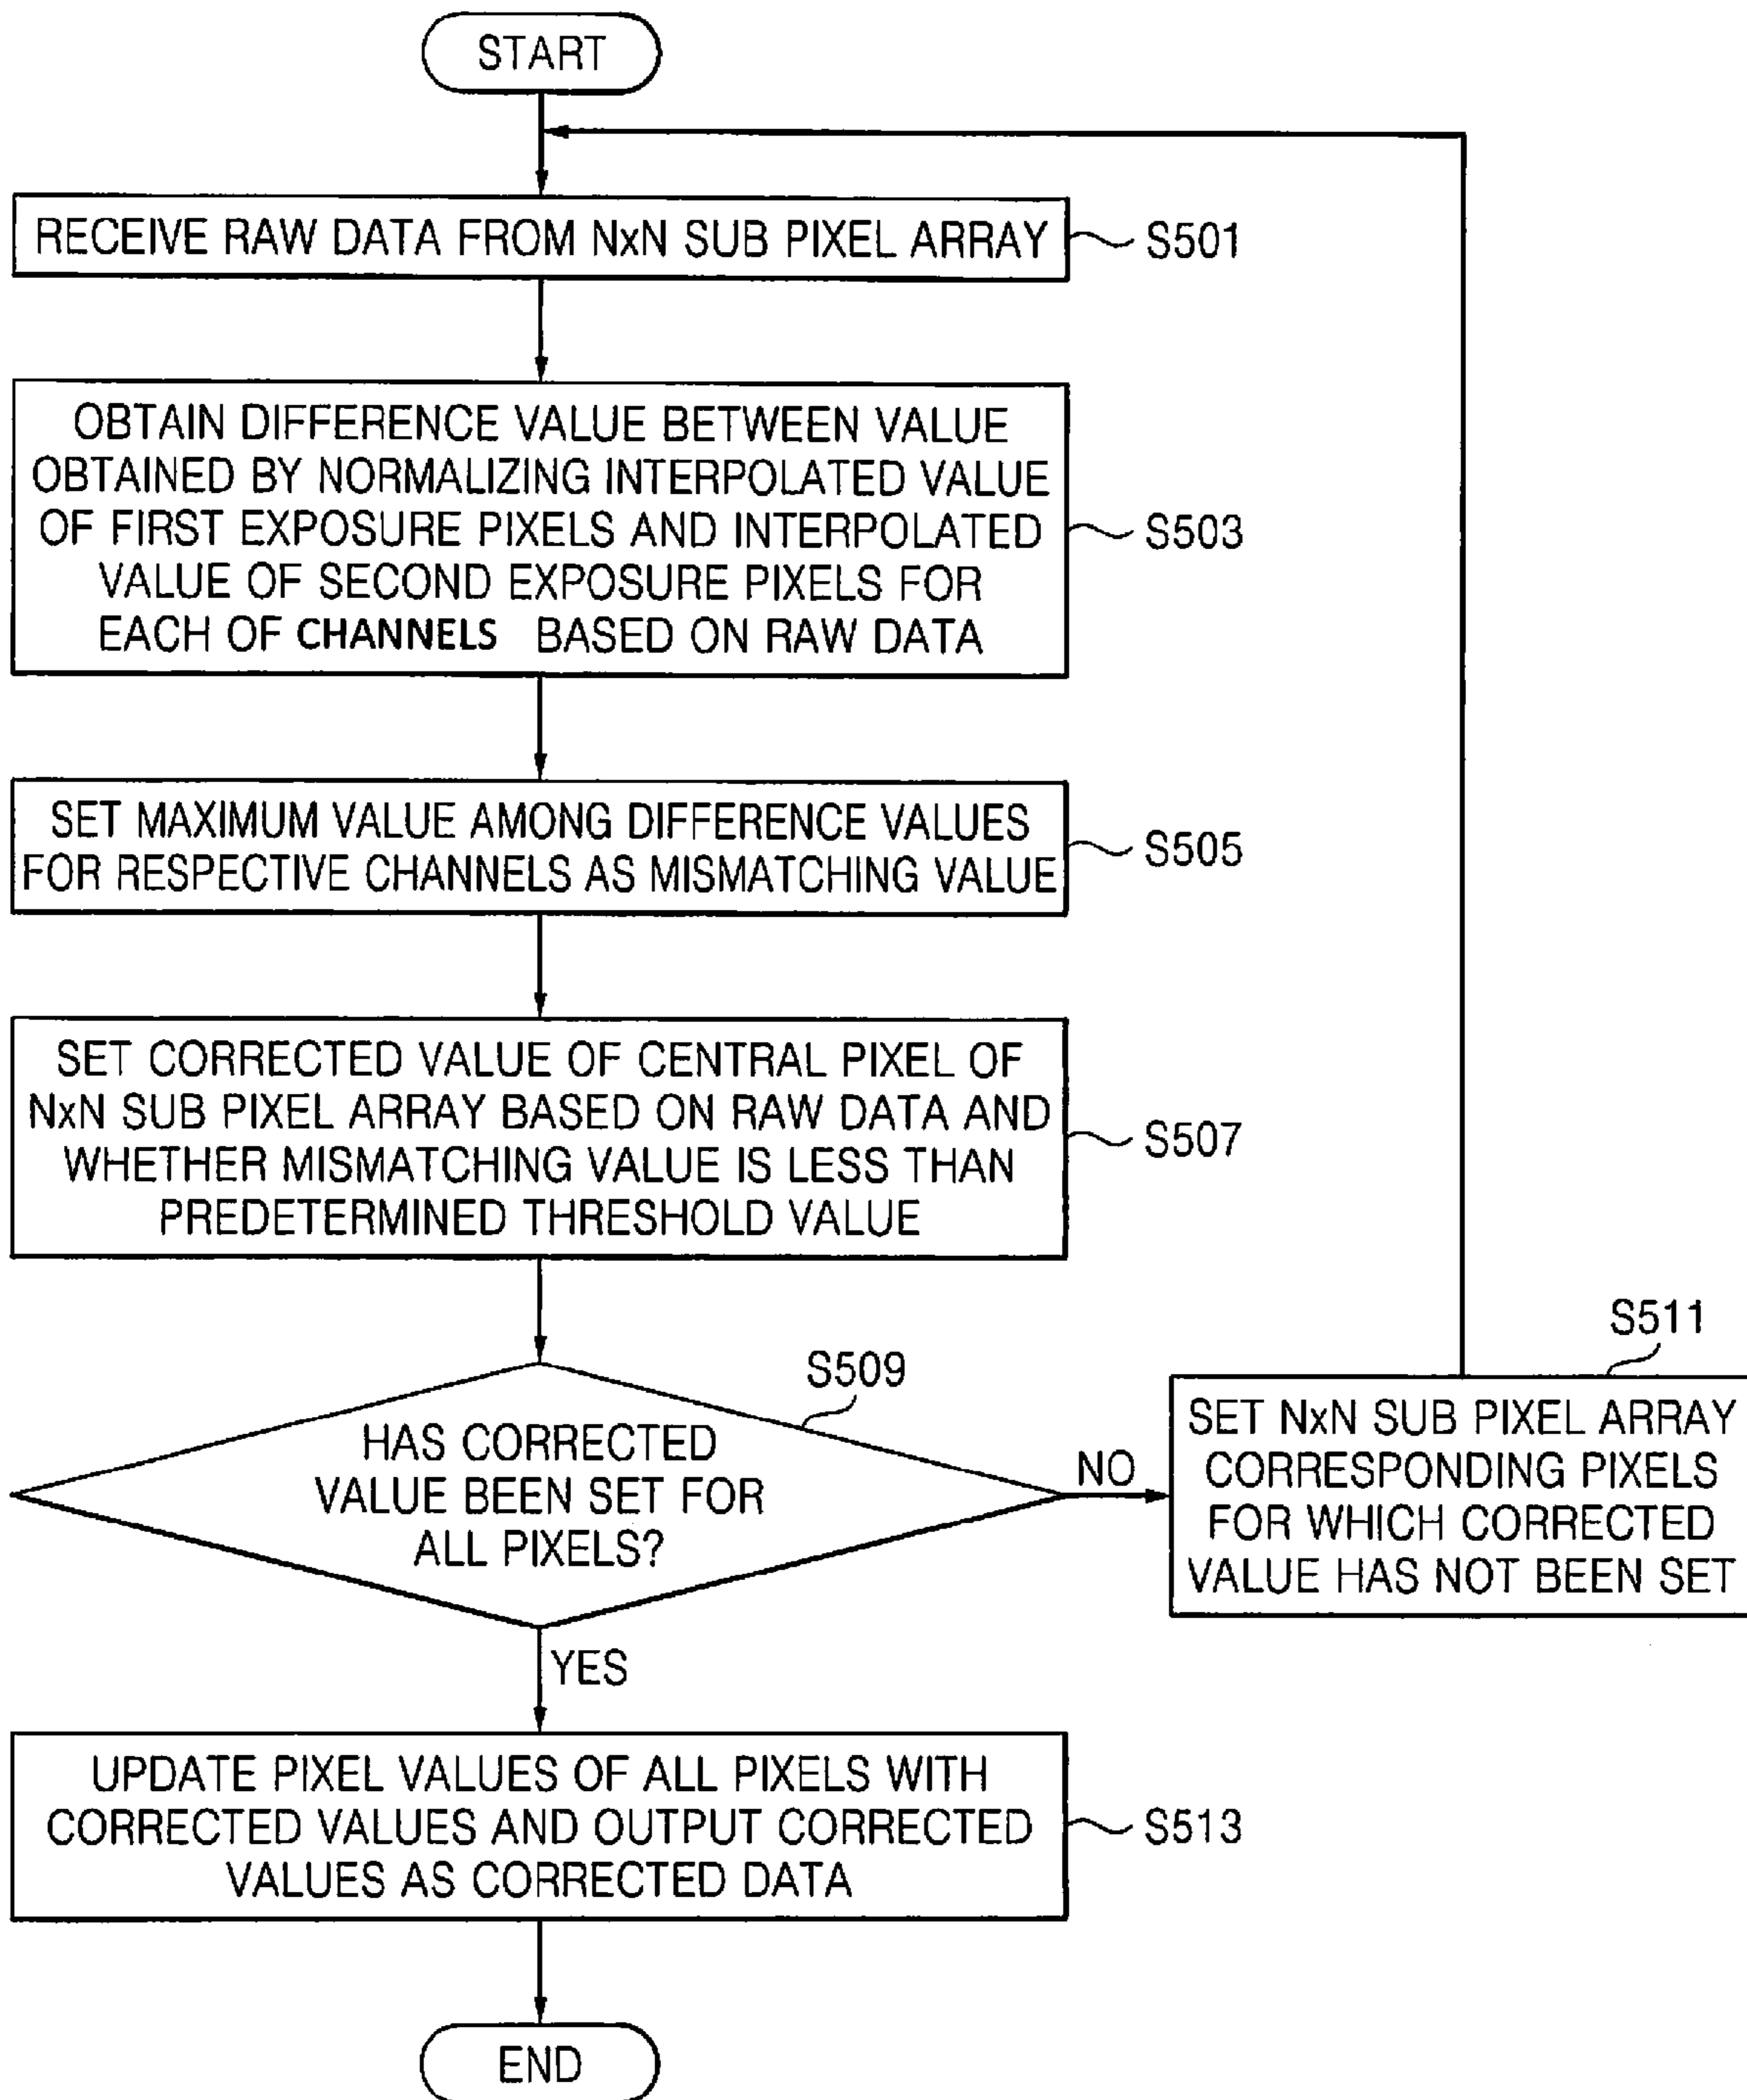 START
RECEIVE RAW DATA FROM NxN SUB PIXEL ARRAY
S501
OBTAIN DIFFERENCE VALUE BETWEEN VALUE
OBTAINED BY NORMALIZING INTERPOLATED VALUE
OF FIRST EXPOSURE PIXELS AND INTERPOLATED
VALUE OF SECOND EXPOSURE PIXELS FOR
EACH OF CHANNELS BASED ON RAW DATA
S503
SET MAXIMUM VALUE AMONG DIFFERENCE VALUES
FOR RESPECTIVE CHANNELS AS MISMATCHING VALUE
S505
SET CORRECTED VALUE OF CENTRAL PIXEL OF
NxN SUB PIXEL ARRAY BASED ON RAW DATA AND
WHETHER MISMATCHING VALUE IS LESS THAN
PREDETERMINED THRESHOLD VALUE
S507
HAS CORRECTED
VALUE BEEN SET FOR
ALL PIXELS?
S509
NO
S511
SET NxN SUB PIXEL ARRAY
CORRESPONDING PIXELS
FOR WHICH CORRECTED
VALUE HAS NOT BEEN SET
YES
UPDATE PIXEL VALUES OF ALL PIXELS WITH
CORRECTED VALUES AND OUTPUT CORRECTED
VALUES AS CORRECTED DATA
S513
END